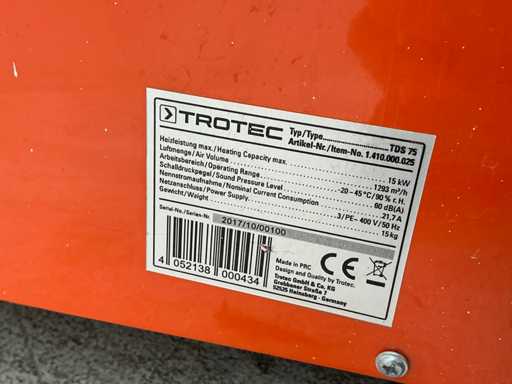 TROTEC
Typ/Type........................TDS 75
Artikel-Nr./Item-No. 1.410.000.025
Heizleistung max./Heating Capacity max. 15 kW
Luftmenge/Air Volume 1293 m³/h
Arbeitsbereich/Operating Range -20 - 45°C/90% r. H.
Schalldruckpegel/Sound Pressure Level 60 dB(A)
Nennstromaufnahme/Nominal Current Consumption 21,7 A
Netzanschluss/Power Supply 3/PE~ 400 V/50 Hz
Gewicht/Weight 15 kg
Serial-No./Serien-Nr. 2017/10/00100
4 052138 000434
Made in PRC
Design and Quality by Trotec.
Trotec GmbH & Co. KG
Grebbener Straße 7
52525 Heinsberg - Germany
CE